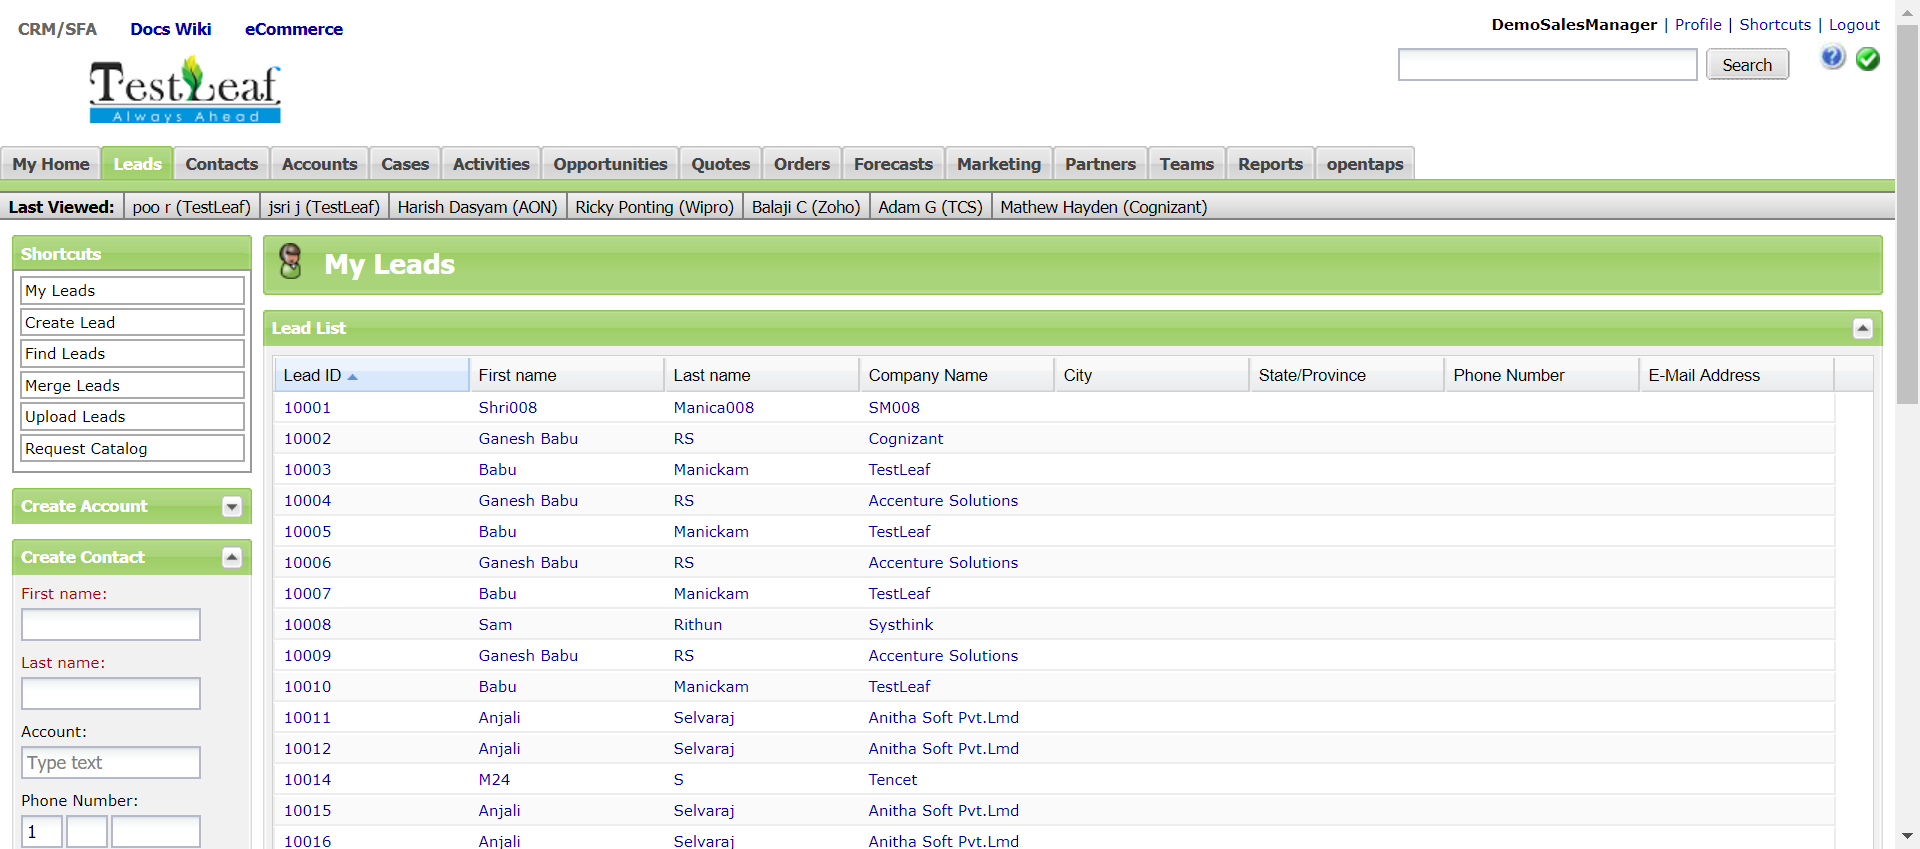 CRM/SFA Docs Wiki eCommerce
DemoSalesManager | Profile | Shortcuts | Logout
Search
TestLeaf
Always Ahead
My Home Leads Contacts Accounts Cases Activities Opportunities Quotes Orders Forecasts Marketing Partners Teams Reports opentaps
Last Viewed: poo r (TestLeaf) jsri j (TestLeaf) Harish Dasyam (AON) Ricky Ponting (Wipro) Balaji C (Zoho) Adam G (TCS) Mathew Hayden (Cognizant)
Shortcuts
My Leads
Create Lead
Find Leads
Merge Leads
Upload Leads
Request Catalog
Create Account
Create Contact
First name:
Last name:
Account:
Type text
Phone Number:
1
My Leads
Lead List
Lead ID First name Last name Company Name City State/Province Phone Number E-Mail Address
10001 Shri008 Manica008 SM008
10002 Ganesh Babu RS Cognizant
10003 Babu Manickam TestLeaf
10004 Ganesh Babu RS Accenture Solutions
10005 Babu Manickam TestLeaf
10006 Ganesh Babu RS Accenture Solutions
10007 Babu Manickam TestLeaf
10008 Sam Rithun Systhink
10009 Ganesh Babu RS Accenture Solutions
10010 Babu Manickam TestLeaf
10011 Anjali Selvaraj Anitha Soft Pvt.Lmd
10012 Anjali Selvaraj Anitha Soft Pvt.Lmd
10014 M24 S Tencet
10015 Anjali Selvaraj Anitha Soft Pvt.Lmd
10016 Anjali Selvaraj Anitha Soft Pvt.Lmd